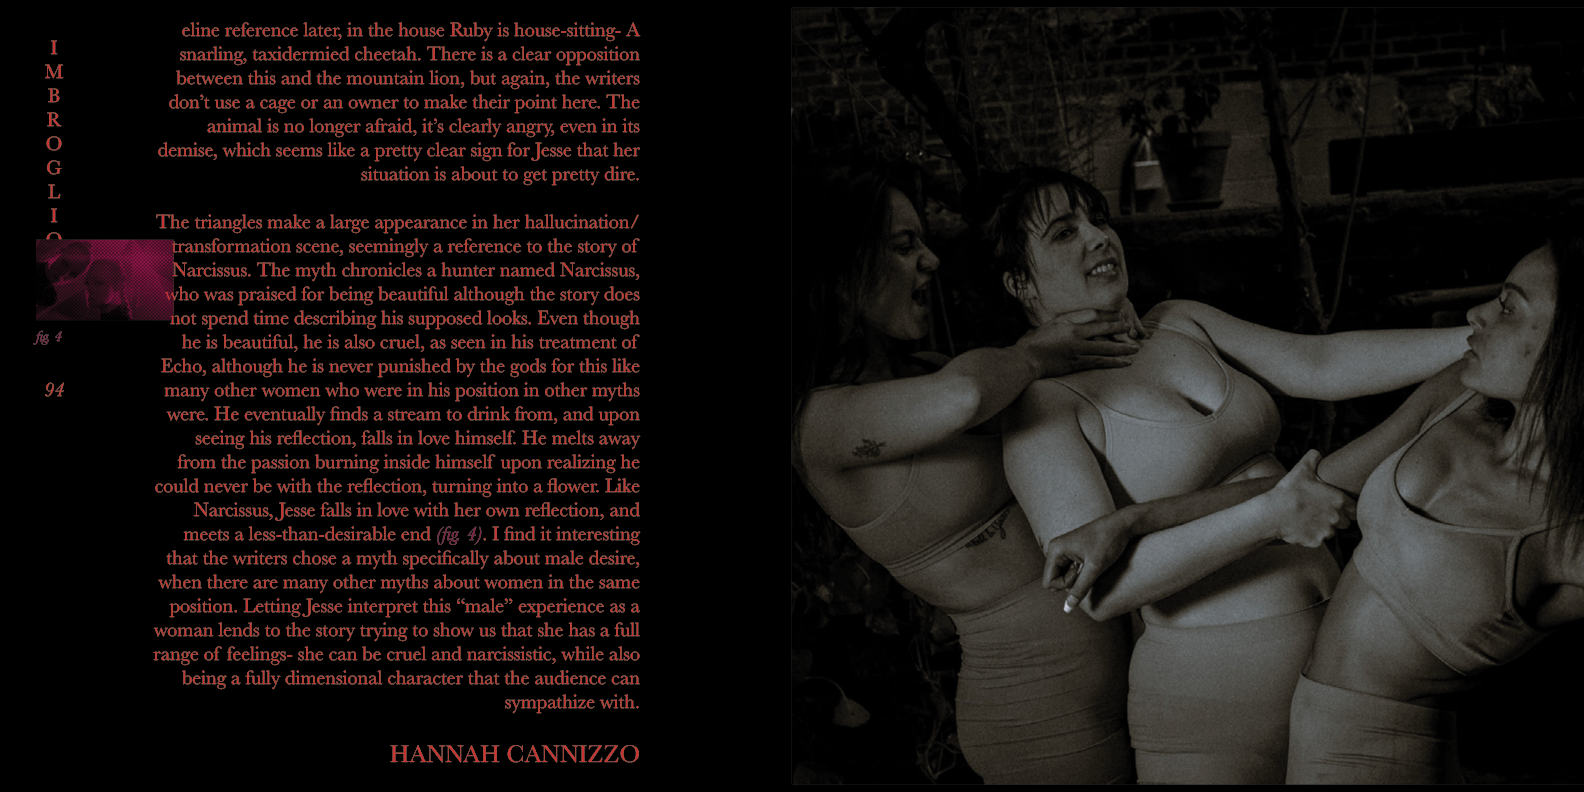 IMBROGLIO
eline reference later, in the house Ruby is house-sitting- A
snarling, taxidermied cheetah. There is a clear opposition
between this and the mountain lion, but again, the writers
don’t use a cage or an owner to make their point here. The
animal is no longer afraid, it’s clearly angry, even in its
demise, which seems like a pretty clear sign for Jesse that her
situation is about to get pretty dire.
The triangles make a large appearance in her hallucination/
transformation scene, seemingly a reference to the story of
Narcissus. The myth chronicles a hunter named Narcissus,
who was praised for being beautiful although the story does
not spend time describing his supposed looks. Even though
he is beautiful, he is also cruel, as seen in his treatment of
Echo, although he is never punished by the gods for this like
many other women who were in his position in other myths
were. He eventually finds a stream to drink from, and upon
seeing his reflection, falls in love himself. He melts away
from the passion burning inside himself upon realizing he
could never be with the reflection, turning into a flower. Like
Narcissus, Jesse falls in love with her own reflection, and
meets a less-than-desirable end (fig. 4). I find it interesting
that the writers chose a myth specifically about male desire,
when there are many other myths about women in the same
position. Letting Jesse interpret this “male” experience as a
woman lends to the story trying to show us that she has a full
range of feelings- she can be cruel and narcissistic, while also
being a fully dimensional character that the audience can
sympathize with.
HANNAH CANNIZZO
fig 4
94